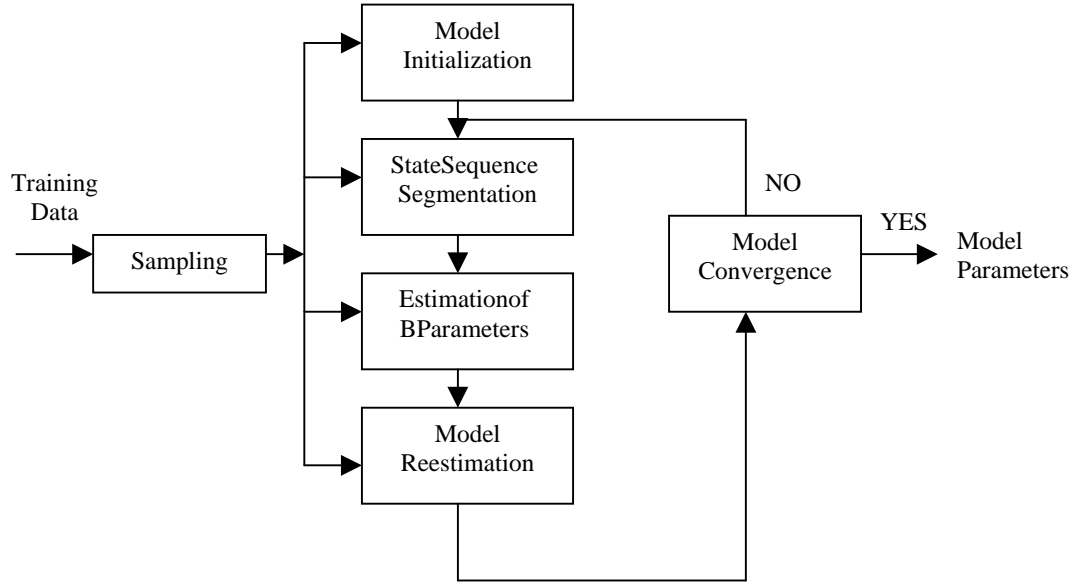 Training
Data
Sampling
Model
Initialization
StateSequence
Segmentation
Estimationof
BParameters
Model
Reestimation
NO
Model
Convergence
YES
Model
Parameters